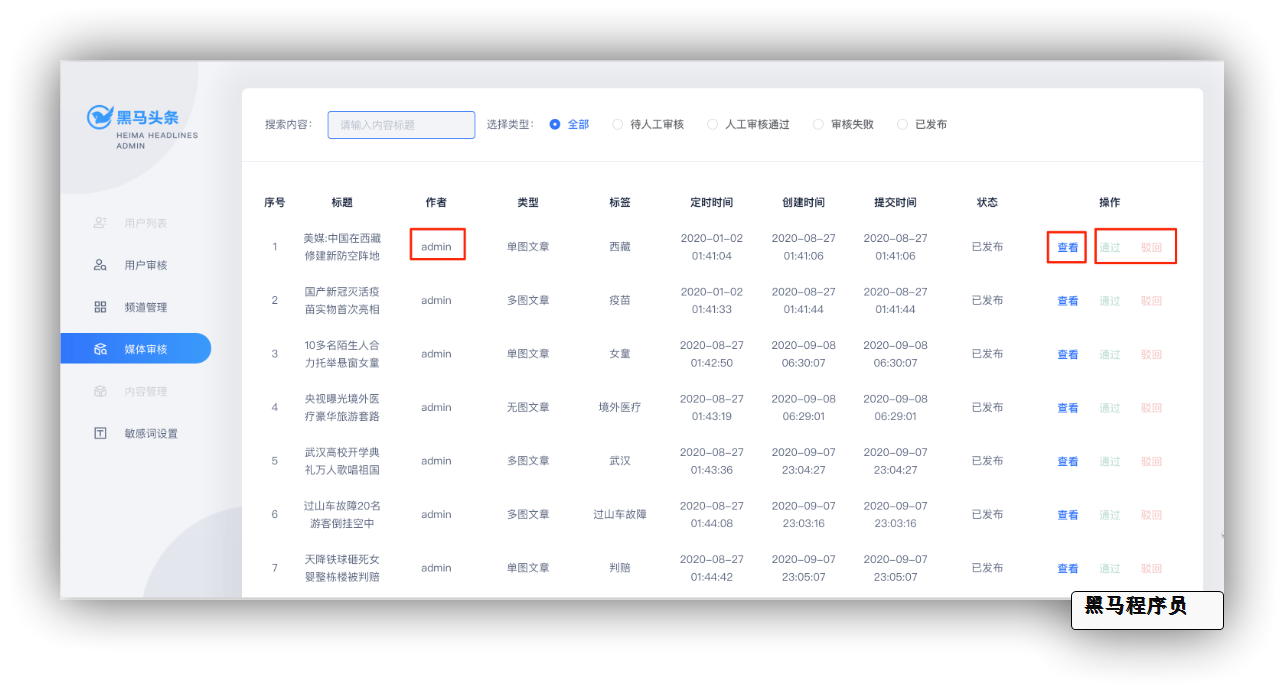 黑马头条
HEIMA HEADLINES
ADMIN
用户列表
用户审核
频道管理
媒体审核
内容管理
敏感词设置
搜索内容： 请输入内容标题 选择类型： 全部 待人工审核 人工审核通过 审核失败 已发布
序号 标题 作者 类型 标签 定时时间 创建时间 提交时间 状态 操作
1 美媒:中国在西藏 admin 单图文章 西藏 2020-01-02 2020-08-27 2020-08-27 已发布 查看 通过 驳回
修建新防空阵地 01:41:04 01:41:06 01:41:06
2 国产新冠灭活疫 admin 多图文章 疫苗 2020-01-02 2020-08-27 2020-08-27 已发布 查看 通过 驳回
苗实物首次亮相 01:41:33 01:41:44 01:41:44
3 10多名陌生人合 admin 单图文章 女童 2020-08-27 2020-09-08 2020-09-08 已发布 查看 通过 驳回
力托举悬窗女童 01:42:50 06:30:07 06:30:07
4 央视曝光境外医 admin 无图文章 境外医疗 2020-08-27 2020-09-08 2020-09-08 已发布 查看 通过 驳回
疗豪华旅游套路 01:43:19 06:29:01 06:29:01
5 武汉高校开学典 admin 多图文章 武汉 2020-08-27 2020-09-07 2020-09-07 已发布 查看 通过 驳回
礼万人歌唱祖国 01:43:36 23:04:27 23:04:27
6 过山车故障20名 admin 多图文章 过山车故障 2020-08-27 2020-09-07 2020-09-07 已发布 查看 通过 驳回
游客倒挂空中 01:44:08 23:03:16 23:03:16
7 天降铁球砸死女 admin 单图文章 判赔 2020-08-27 2020-09-07 2020-09-07 已发布 查看 通过 驳回
婴整栋楼被判赔 01:44:42 23:05:07 23:05:07
黑马程序员